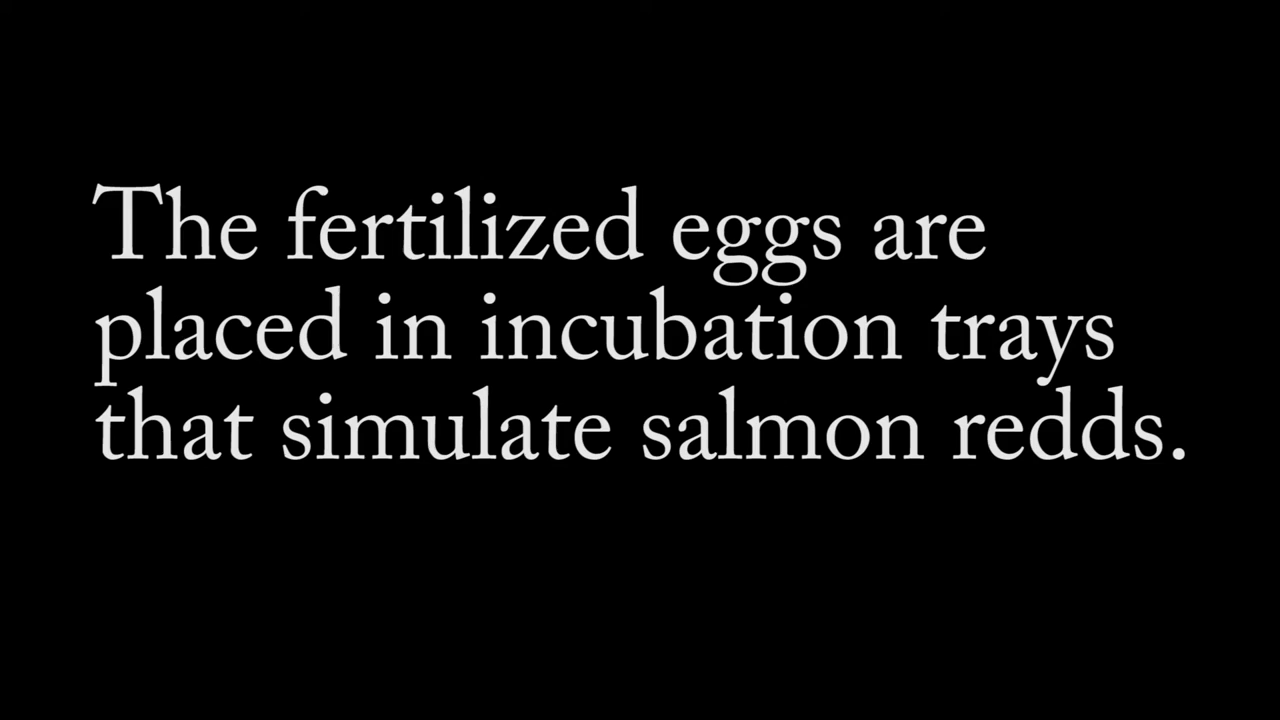 The fertilized eggs are
placed in incubation trays
that simulate salmon redds.